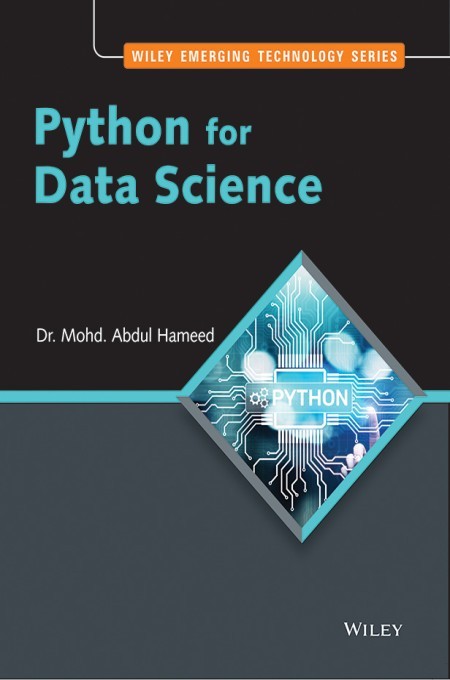 WILEY EMERGING TECHNOLOGY SERIES
Python for
Data Science
Dr. Mohd. Abdul Hameed
PYTHON
WILEY